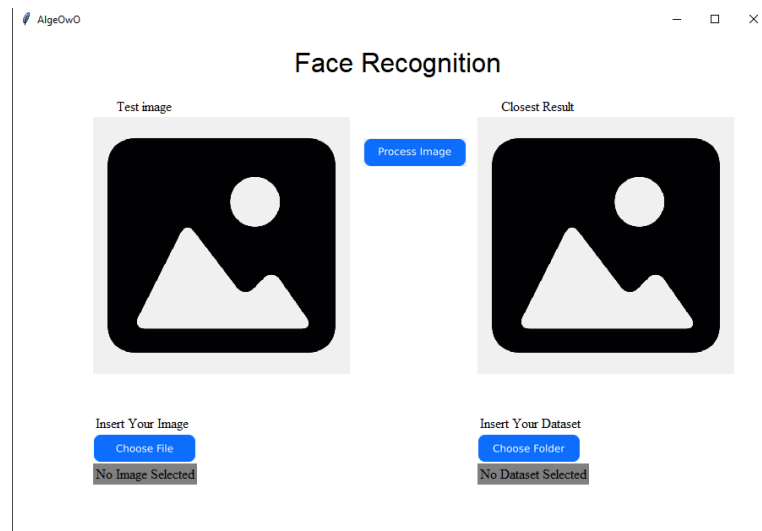 AlgeOwO
Face Recognition
Test image
Closest Result
Process Image
Insert Your Image
Insert Your Dataset
Choose File
Choose Folder
No Image Selected
No Dataset Selected